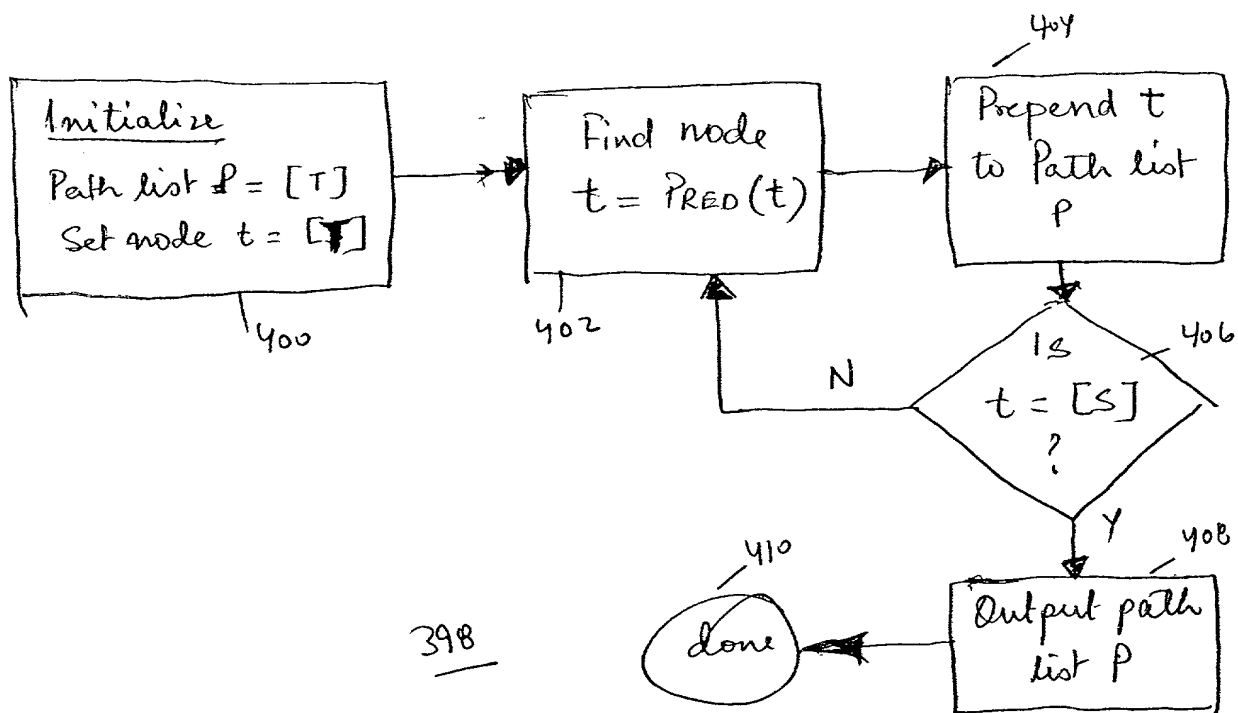 Initialize
Path list P = [T]
Set node t = [T]
400
Find node
t = PRED(t)
402
404
Prepend t
to Path list
P
Is
t = [S]
?
406
N
Y
408
Output path
list P
410
done
398